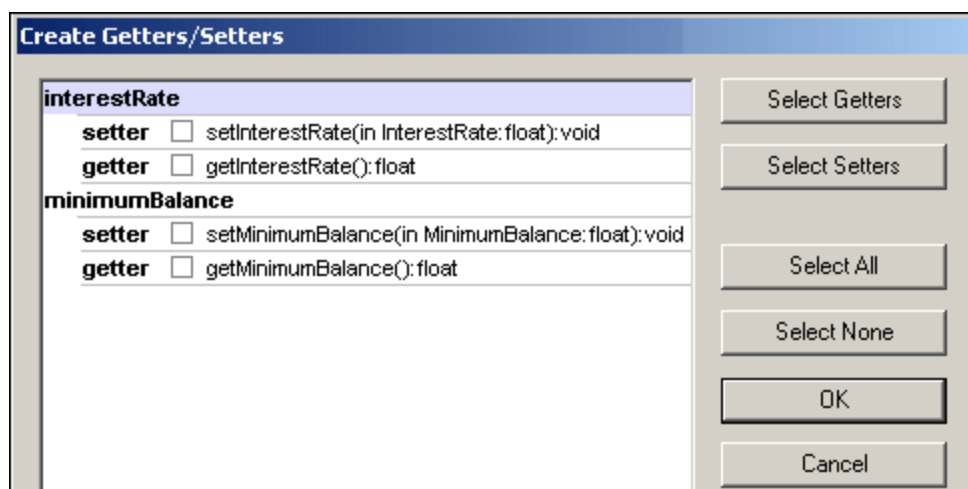 Create Getters/Setters
interestRate
setter setInterestRate(in InterestRate:float):void
getter getInterestRate():float
minimumBalance
setter setMinimumBalance(in MinimumBalance:float):void
getter getMinimumBalance():float
Select Getters
Select Setters
Select All
Select None
OK
Cancel